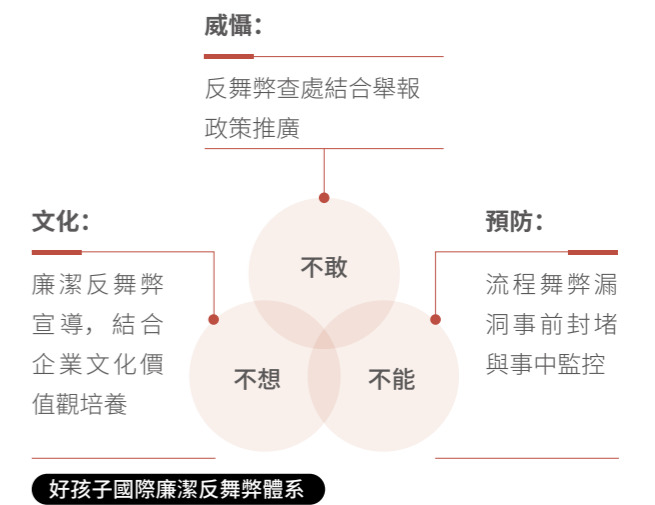 威懾：
反舞弊查處結合舉報
政策推廣
文化：
廉潔反舞弊
宣導，結合
企業文化價
值觀培養
預防：
流程舞弊漏
洞事前封堵
與事中監控
不敢
不想
不能
好孩子國際廉潔反舞弊體系